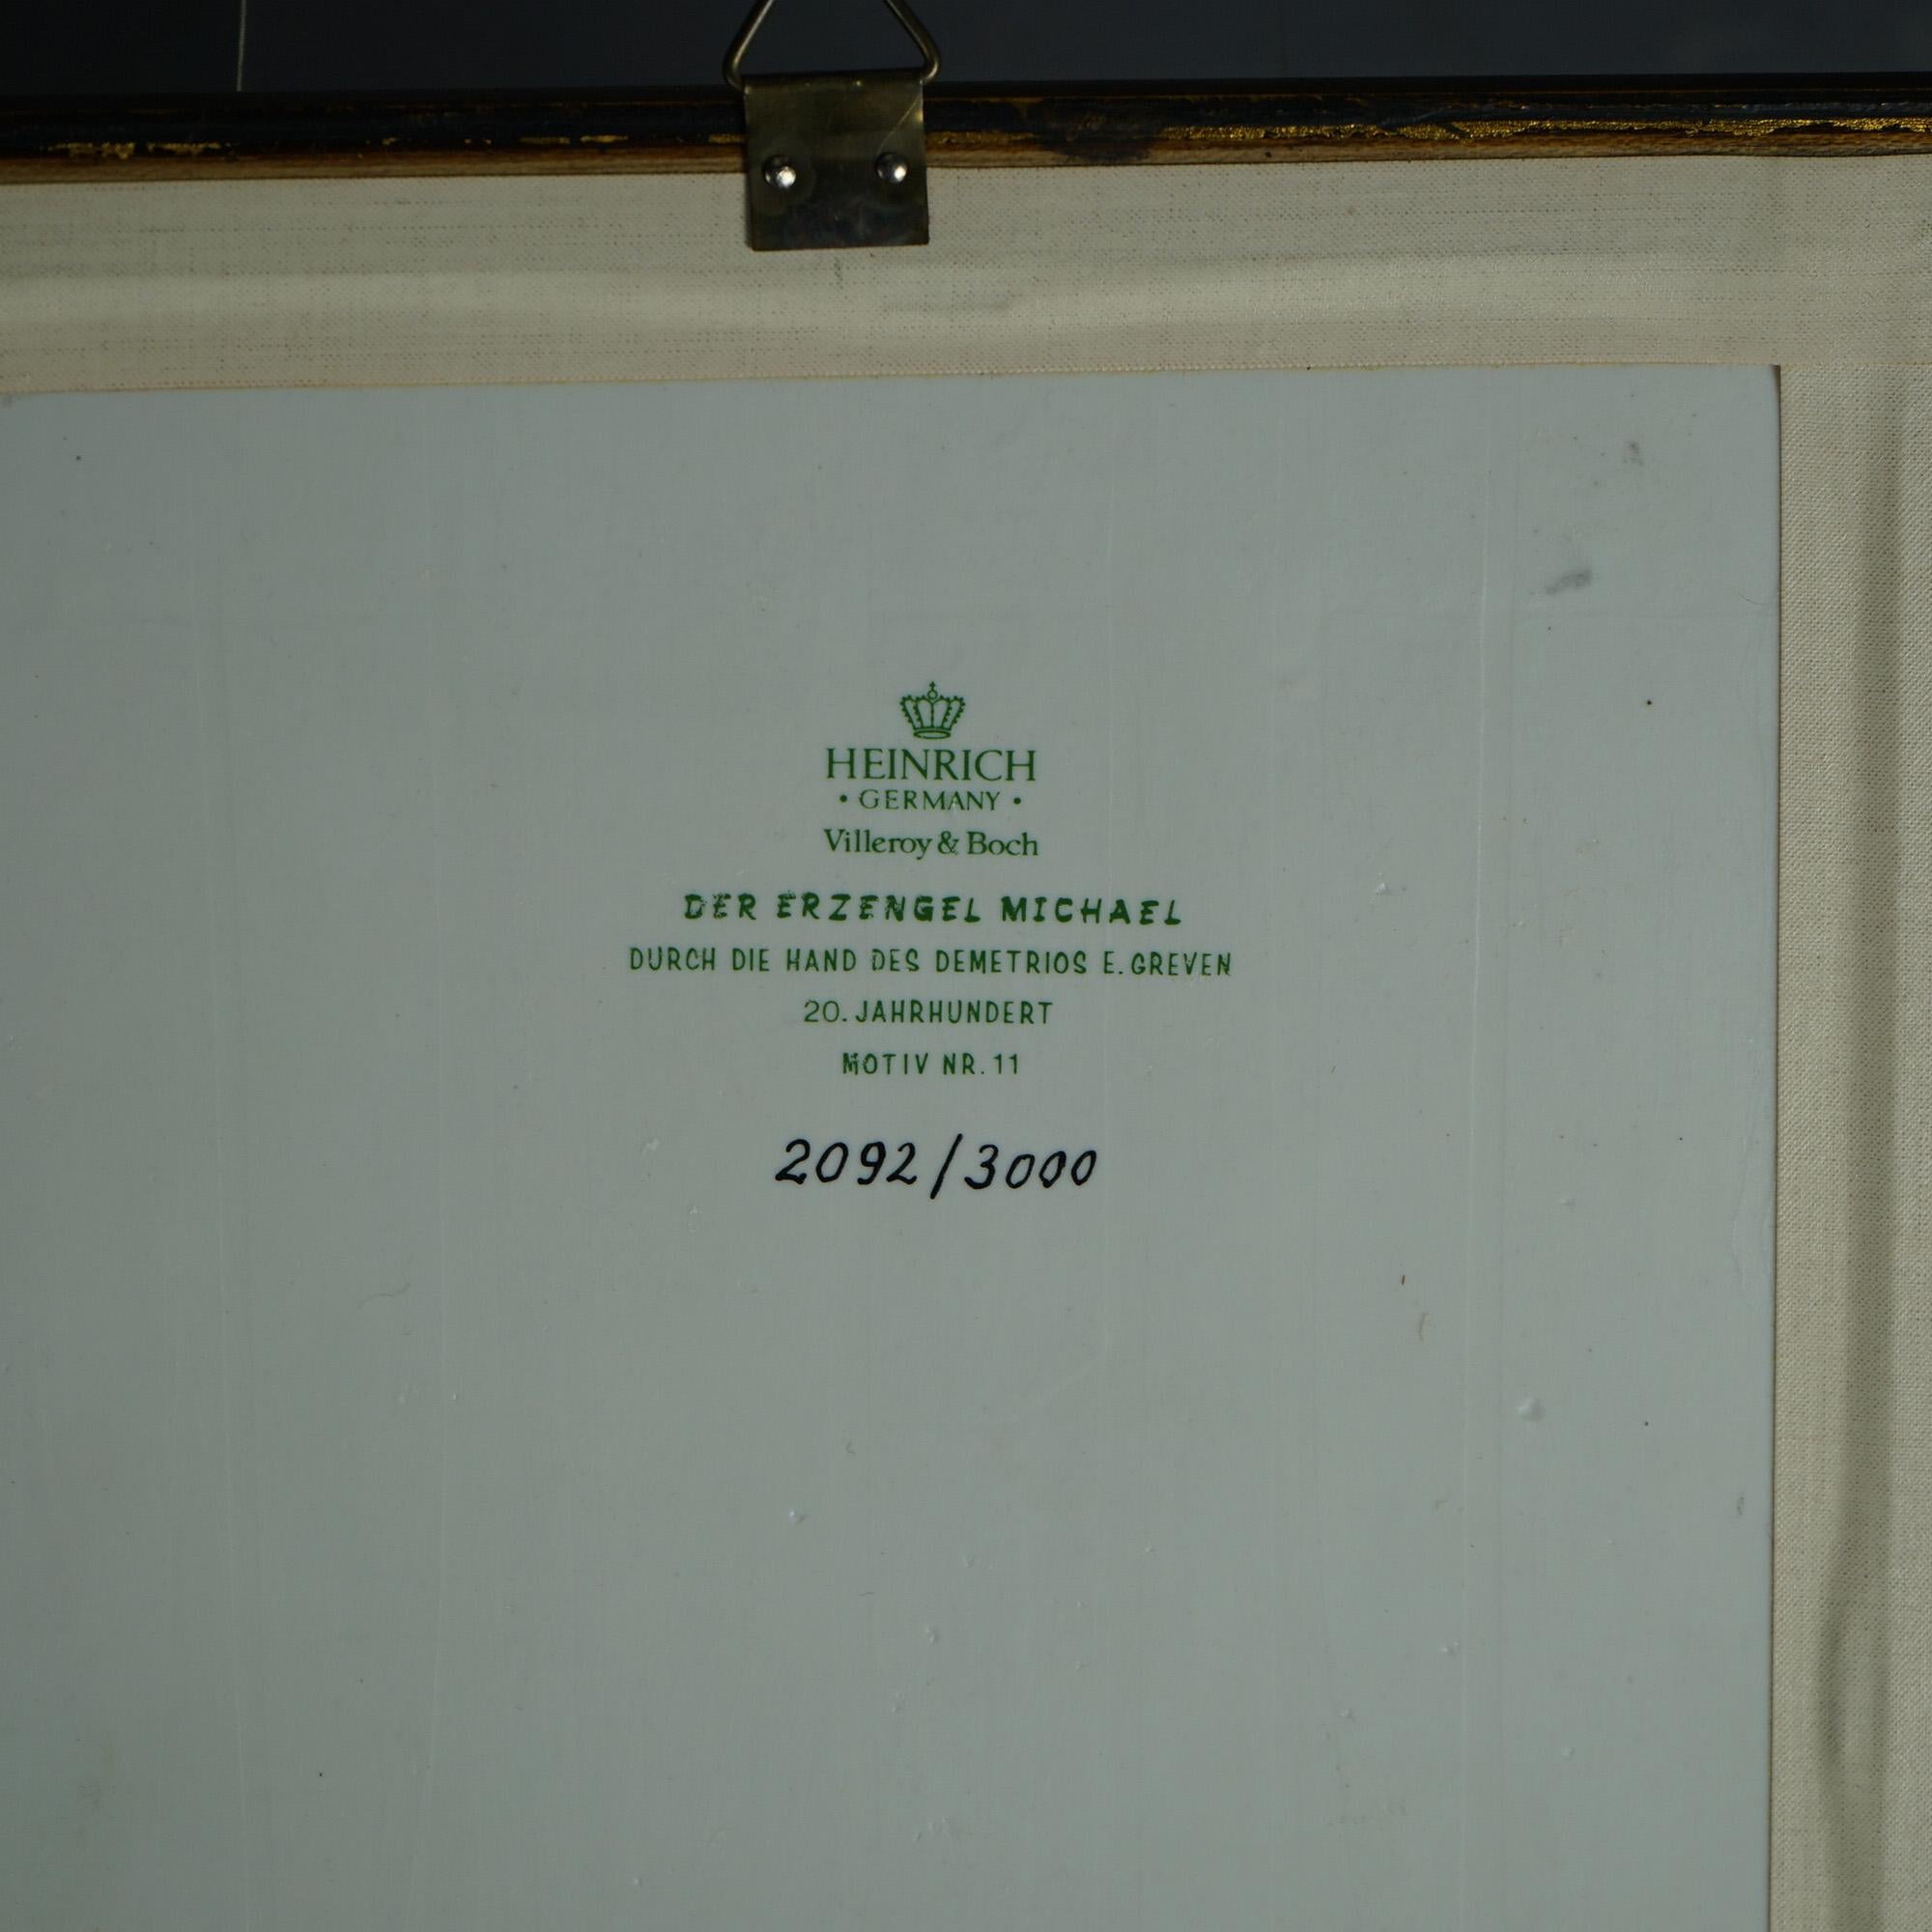 HEINRICH
• GERMANY •
Villeroy & Boch
DER ERZENGEL MICHAEL
DURCH DIE HAND DES DEMETRIOS E. GREVEN
20. JAHRHUNDERT
MOTIV NR. 11
2092/3000